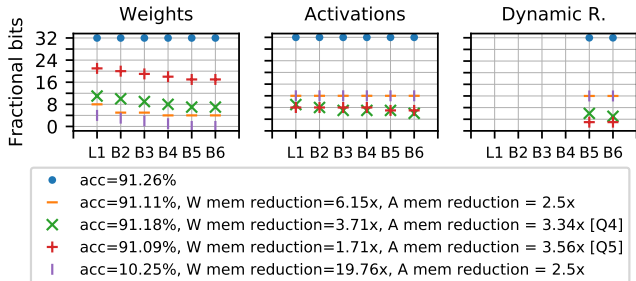 Weights
Activations
Dynamic R.
Fractional bits
32
24
16
8
0
L1 B2 B3 B4 B5 B6
L1 B2 B3 B4 B5 B6
L1 B2 B3 B4 B5 B6
acc=91.26%
acc=91.11%, W mem reduction=6.15x, A mem reduction = 2.5x
acc=91.18%, W mem reduction=3.71x, A mem reduction = 3.34x [Q4]
acc=91.09%, W mem reduction=1.71x, A mem reduction = 3.56x [Q5]
acc=10.25%, W mem reduction=19.76x, A mem reduction = 2.5x